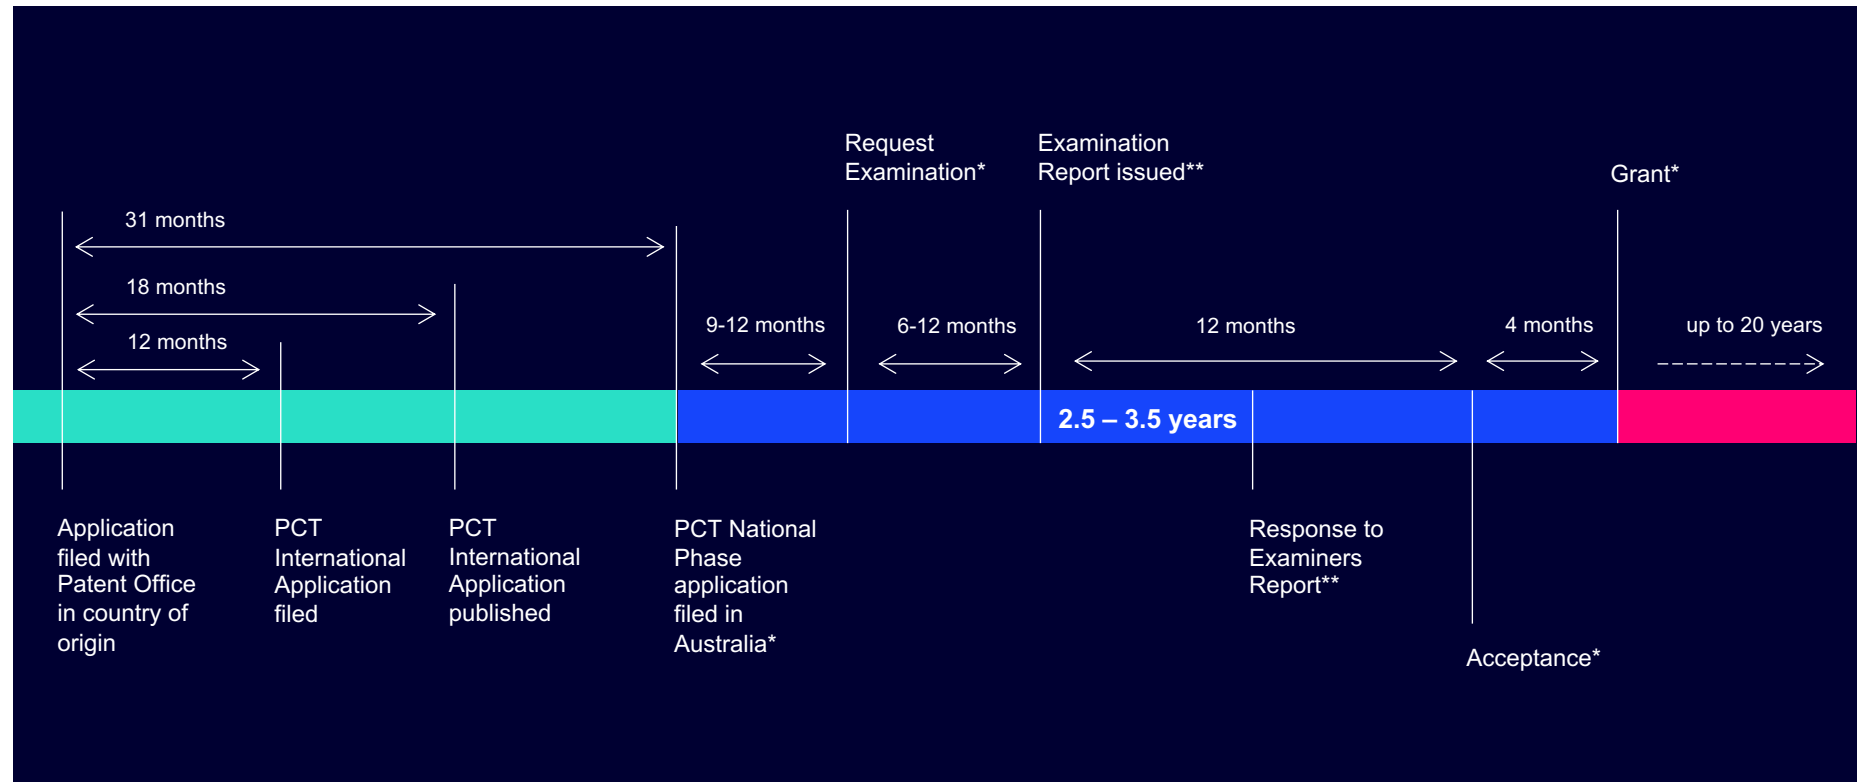 Request
Examination*
Examination
Report issued**
Grant*
31 months
18 months
12 months
9-12 months
6-12 months
12 months
4 months
up to 20 years
2.5 – 3.5 years
Application
filed with
Patent Office
in country of
origin
PCT
International
Application
filed
PCT
International
Application
published
PCT National
Phase
application
filed in
Australia*
Response to
Examiners
Report**
Acceptance*